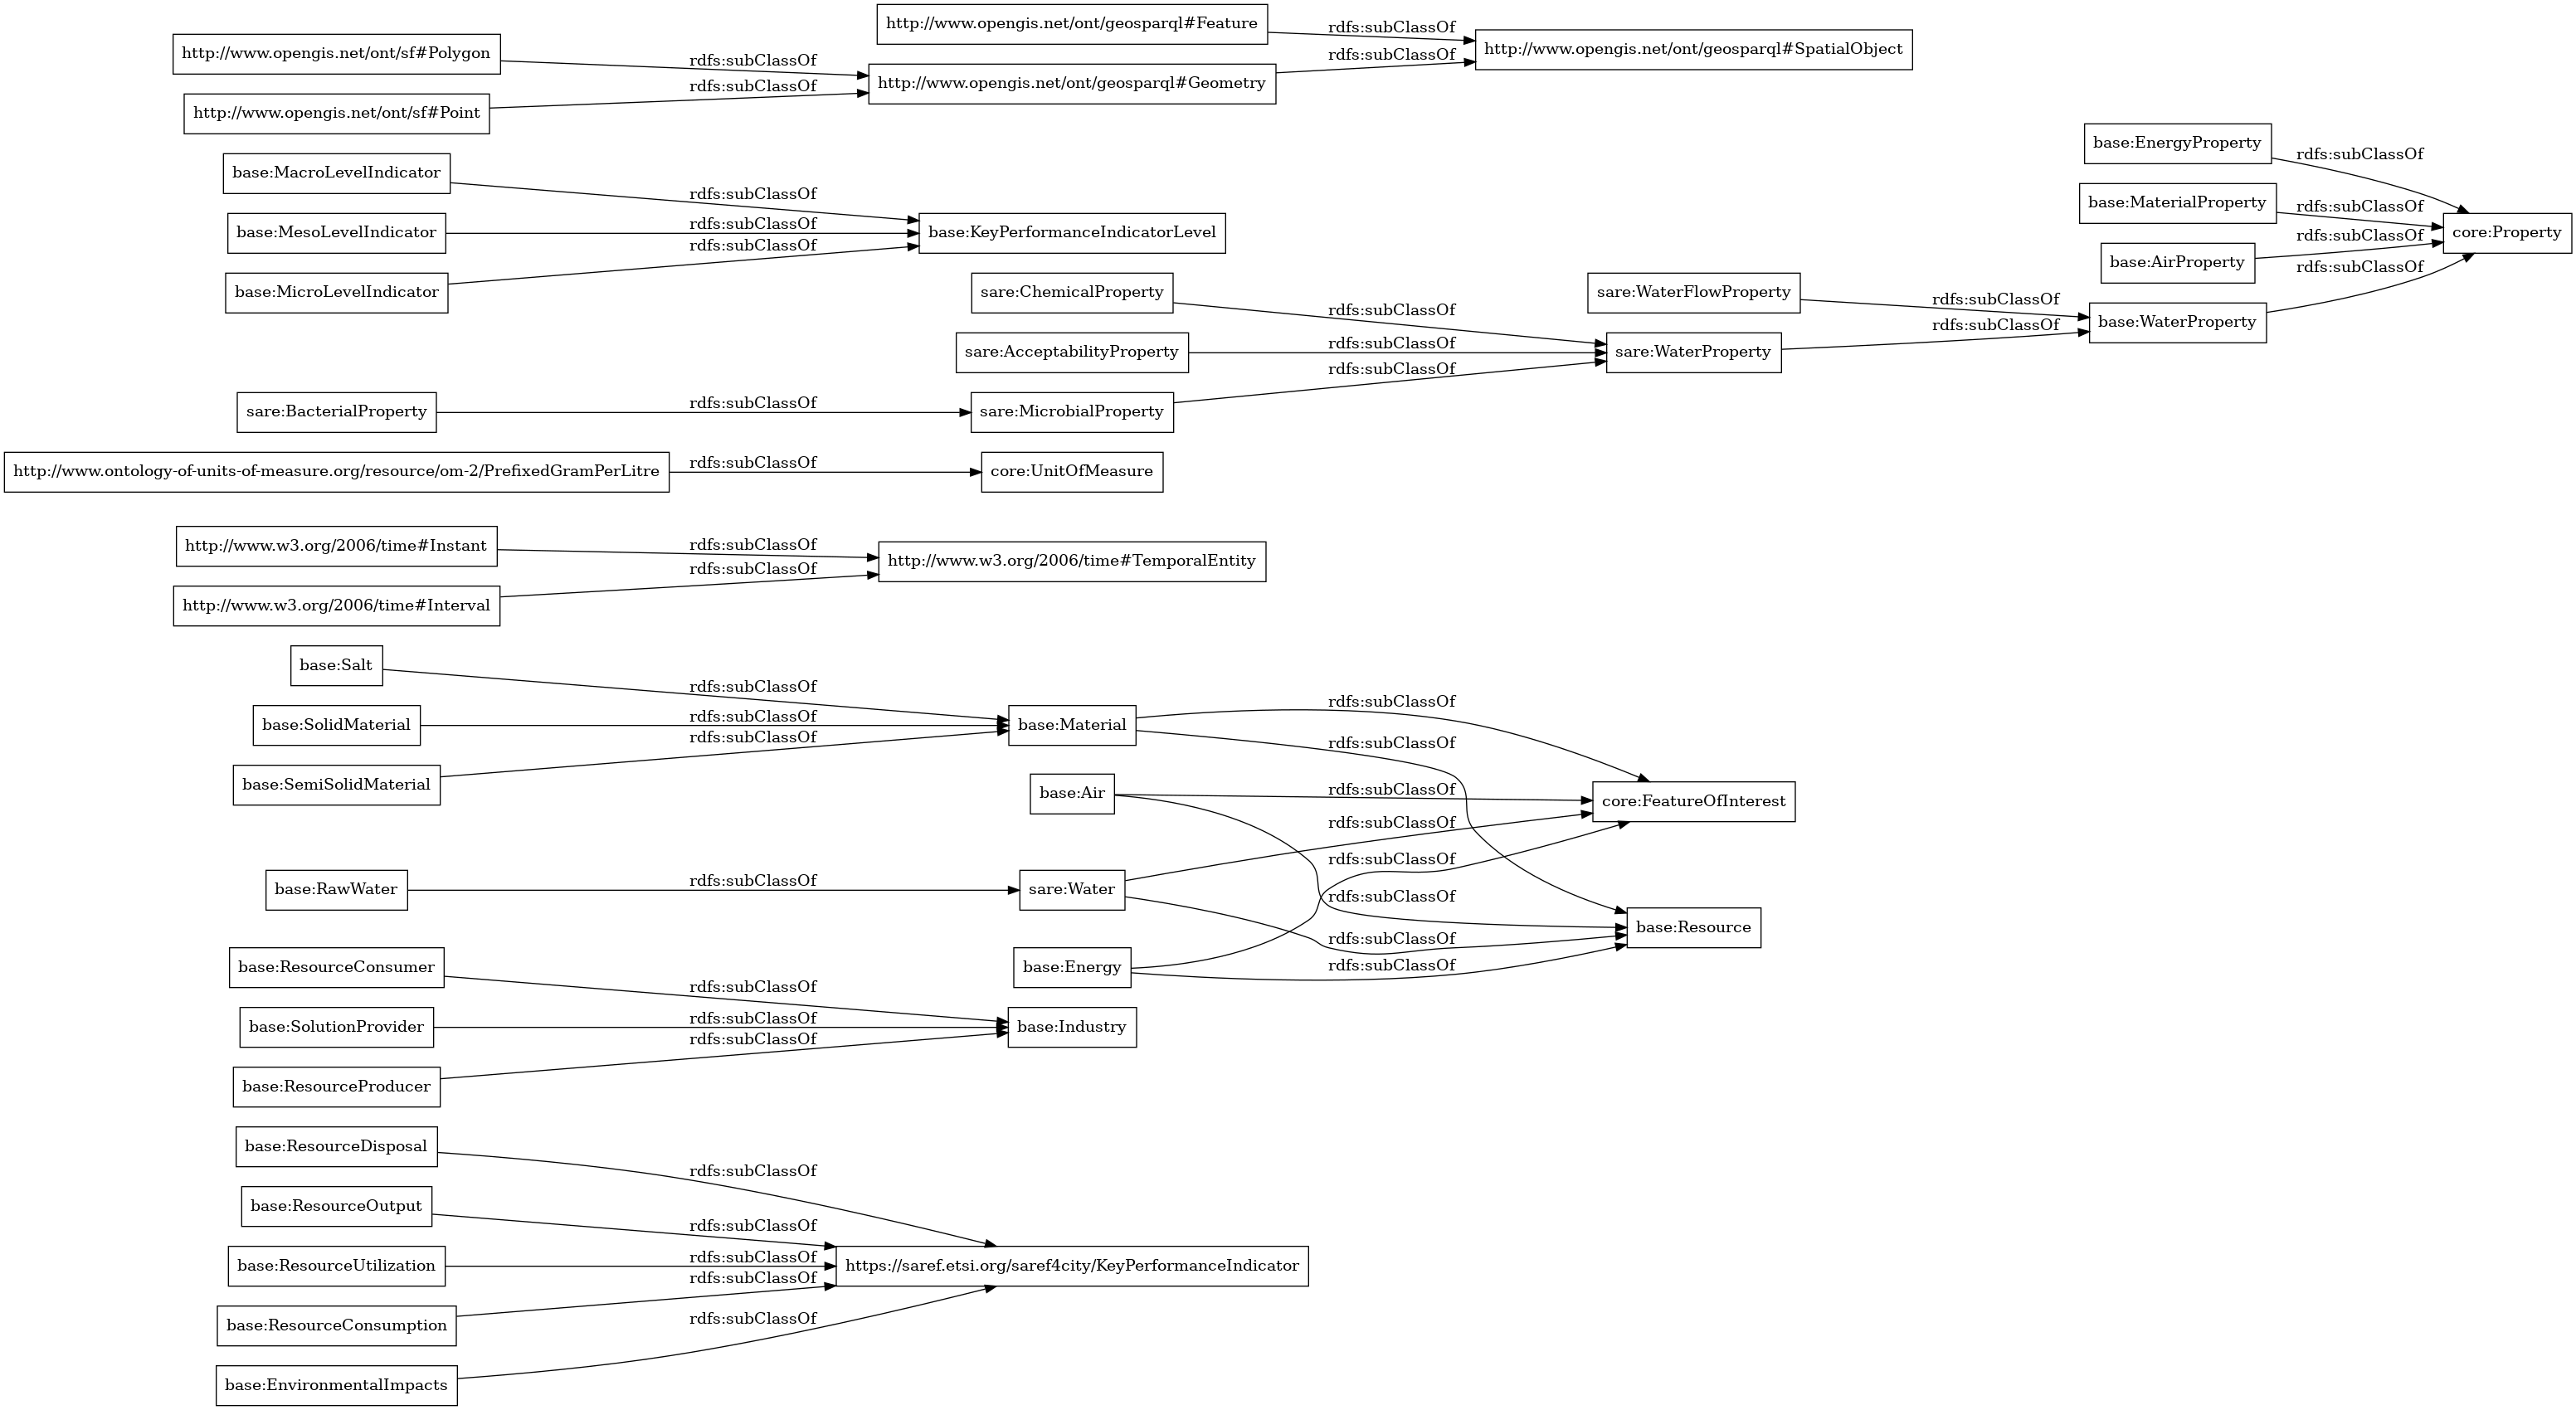 http://www.opengis.net/ont/geosparql#Feature
rdfs:subClassOf
http://www.opengis.net/ont/geosparql#SpatialObject
http://www.opengis.net/ont/sf#Polygon
rdfs:subClassOf
http://www.opengis.net/ont/geosparql#Geometry
rdfs:subClassOf
http://www.opengis.net/ont/sf#Point
rdfs:subClassOf
base:MacroLevelIndicator
rdfs:subClassOf
base:MesoLevelIndicator
rdfs:subClassOf
base:KeyPerformanceIndicatorLevel
base:MicroLevelIndicator
rdfs:subClassOf
base:EnergyProperty
rdfs:subClassOf
base:MaterialProperty
rdfs:subClassOf
core:Property
base:AirProperty
rdfs:subClassOf
base:WaterProperty
rdfs:subClassOf
sare:WaterFlowProperty
rdfs:subClassOf
sare:WaterProperty
rdfs:subClassOf
sare:ChemicalProperty
rdfs:subClassOf
sare:AcceptabilityProperty
rdfs:subClassOf
sare:BacterialProperty
rdfs:subClassOf
sare:MicrobialProperty
rdfs:subClassOf
http://www.ontology-of-units-of-measure.org/resource/om-2/PrefixedGramPerLitre
rdfs:subClassOf
core:UnitOfMeasure
http://www.w3.org/2006/time#Instant
rdfs:subClassOf
http://www.w3.org/2006/time#TemporalEntity
http://www.w3.org/2006/time#Interval
rdfs:subClassOf
base:Salt
rdfs:subClassOf
base:SolidMaterial
rdfs:subClassOf
base:Material
rdfs:subClassOf
rdfs:subClassOf
base:SemiSolidMaterial
rdfs:subClassOf
base:Air
rdfs:subClassOf
rdfs:subClassOf
core:FeatureOfInterest
base:RawWater
rdfs:subClassOf
sare:Water
rdfs:subClassOf
rdfs:subClassOf
base:Resource
base:Energy
rdfs:subClassOf
rdfs:subClassOf
base:ResourceConsumer
rdfs:subClassOf
base:SolutionProvider
rdfs:subClassOf
base:Industry
base:ResourceProducer
rdfs:subClassOf
base:ResourceDisposal
rdfs:subClassOf
base:ResourceOutput
rdfs:subClassOf
base:ResourceUtilization
rdfs:subClassOf
https://saref.etsi.org/saref4city/KeyPerformanceIndicator
base:ResourceConsumption
rdfs:subClassOf
base:EnvironmentalImpacts
rdfs:subClassOf